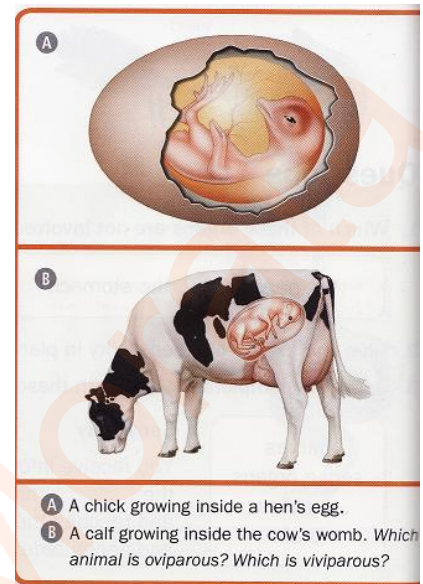 A
B
A A chick growing inside a hen's egg.
B A calf growing inside the cow's womb. Which
animal is oviparous? Which is viviparous?